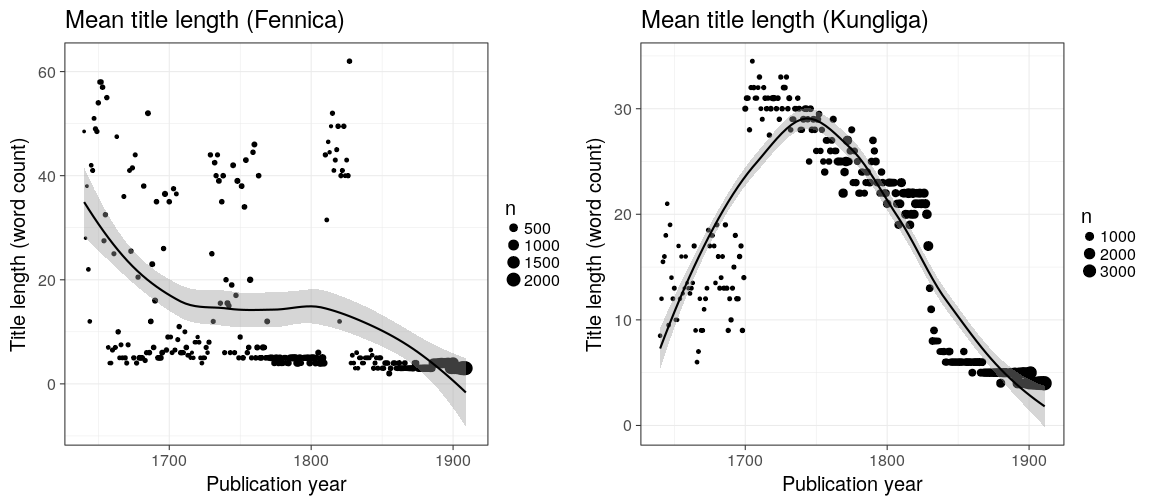 Mean title length (Fennica)
Title length (word count)
60
40
20
0
1700
1800
1900
Publication year
n
500
1000
1500
2000
Mean title length (Kungliga)
Title length (word count)
30
20
10
0
1700
1800
1900
Publication year
n
1000
2000
3000